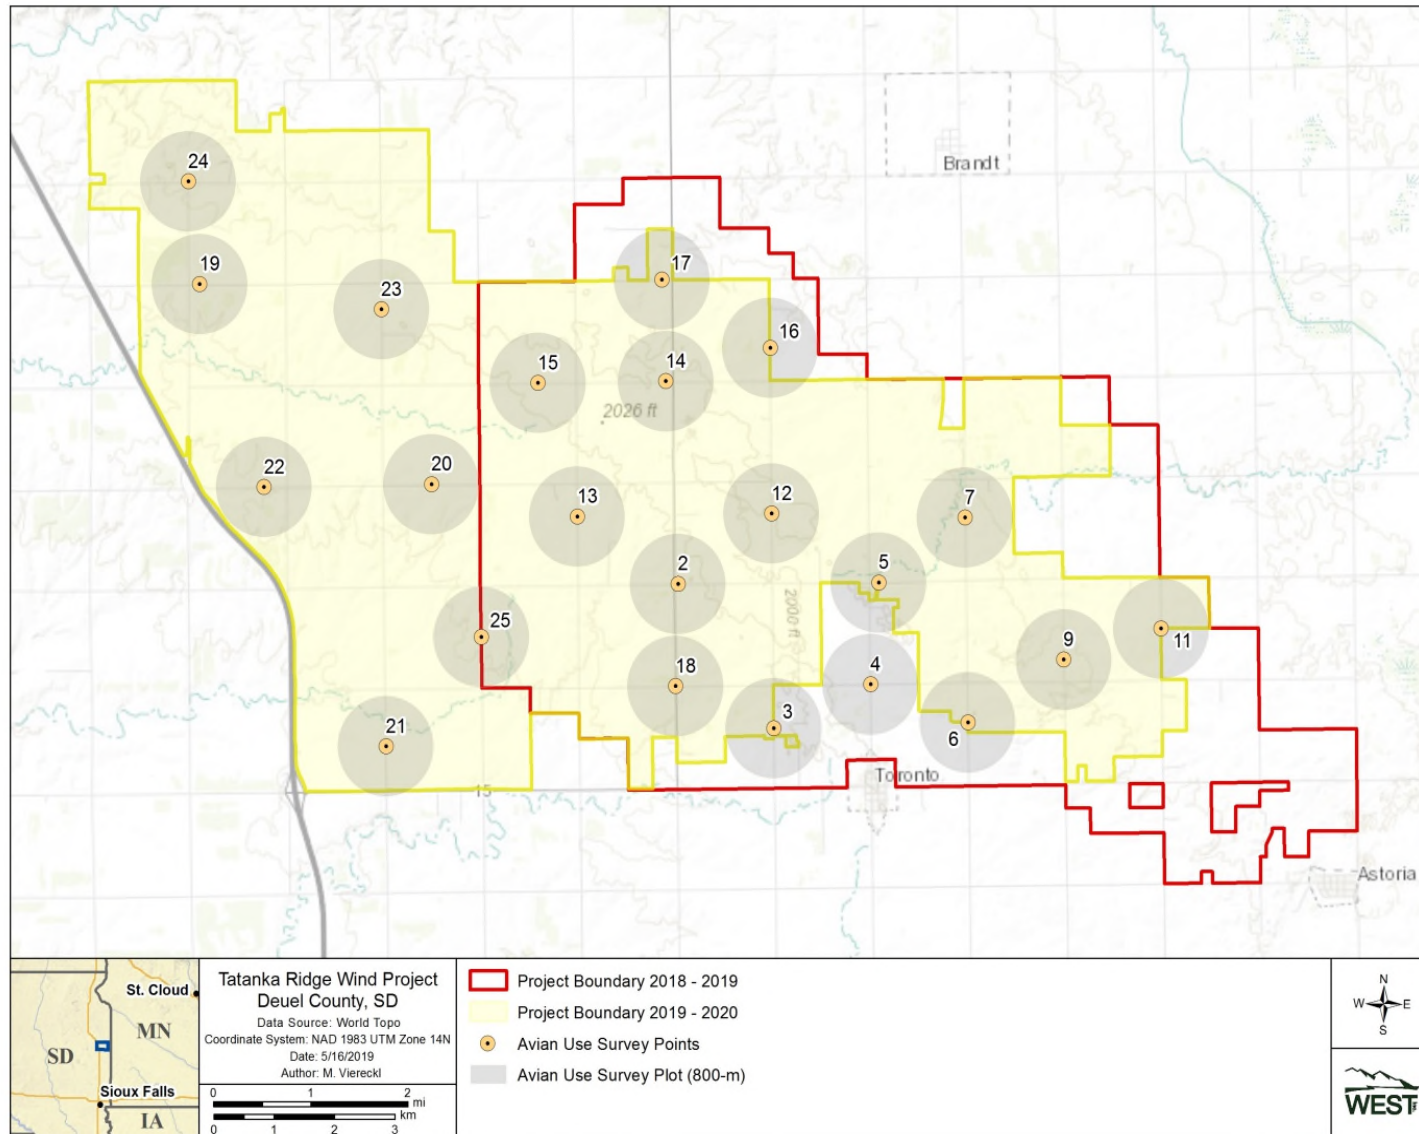 Brandt
24
19
23
17
16
15
14
2026 ft
22
20
13
12
7
2
5
2000 ft
25
18
4
9
11
21
3
6
Toronto
15
Astoria
St. Cloud
MN
SD
Sioux Falls
IA
Tatanka Ridge Wind Project
Deuel County, SD
Data Source: World Topo
Coordinate System: NAD 1983 UTM Zone 14N
Date: 5/16/2019
Author: M. Viereckl
0 1 2
mi
km
0 1 2 3
Project Boundary 2018 - 2019
Project Boundary 2019 - 2020
Avian Use Survey Points
Avian Use Survey Plot (800-m)
N
W E
S
WEST